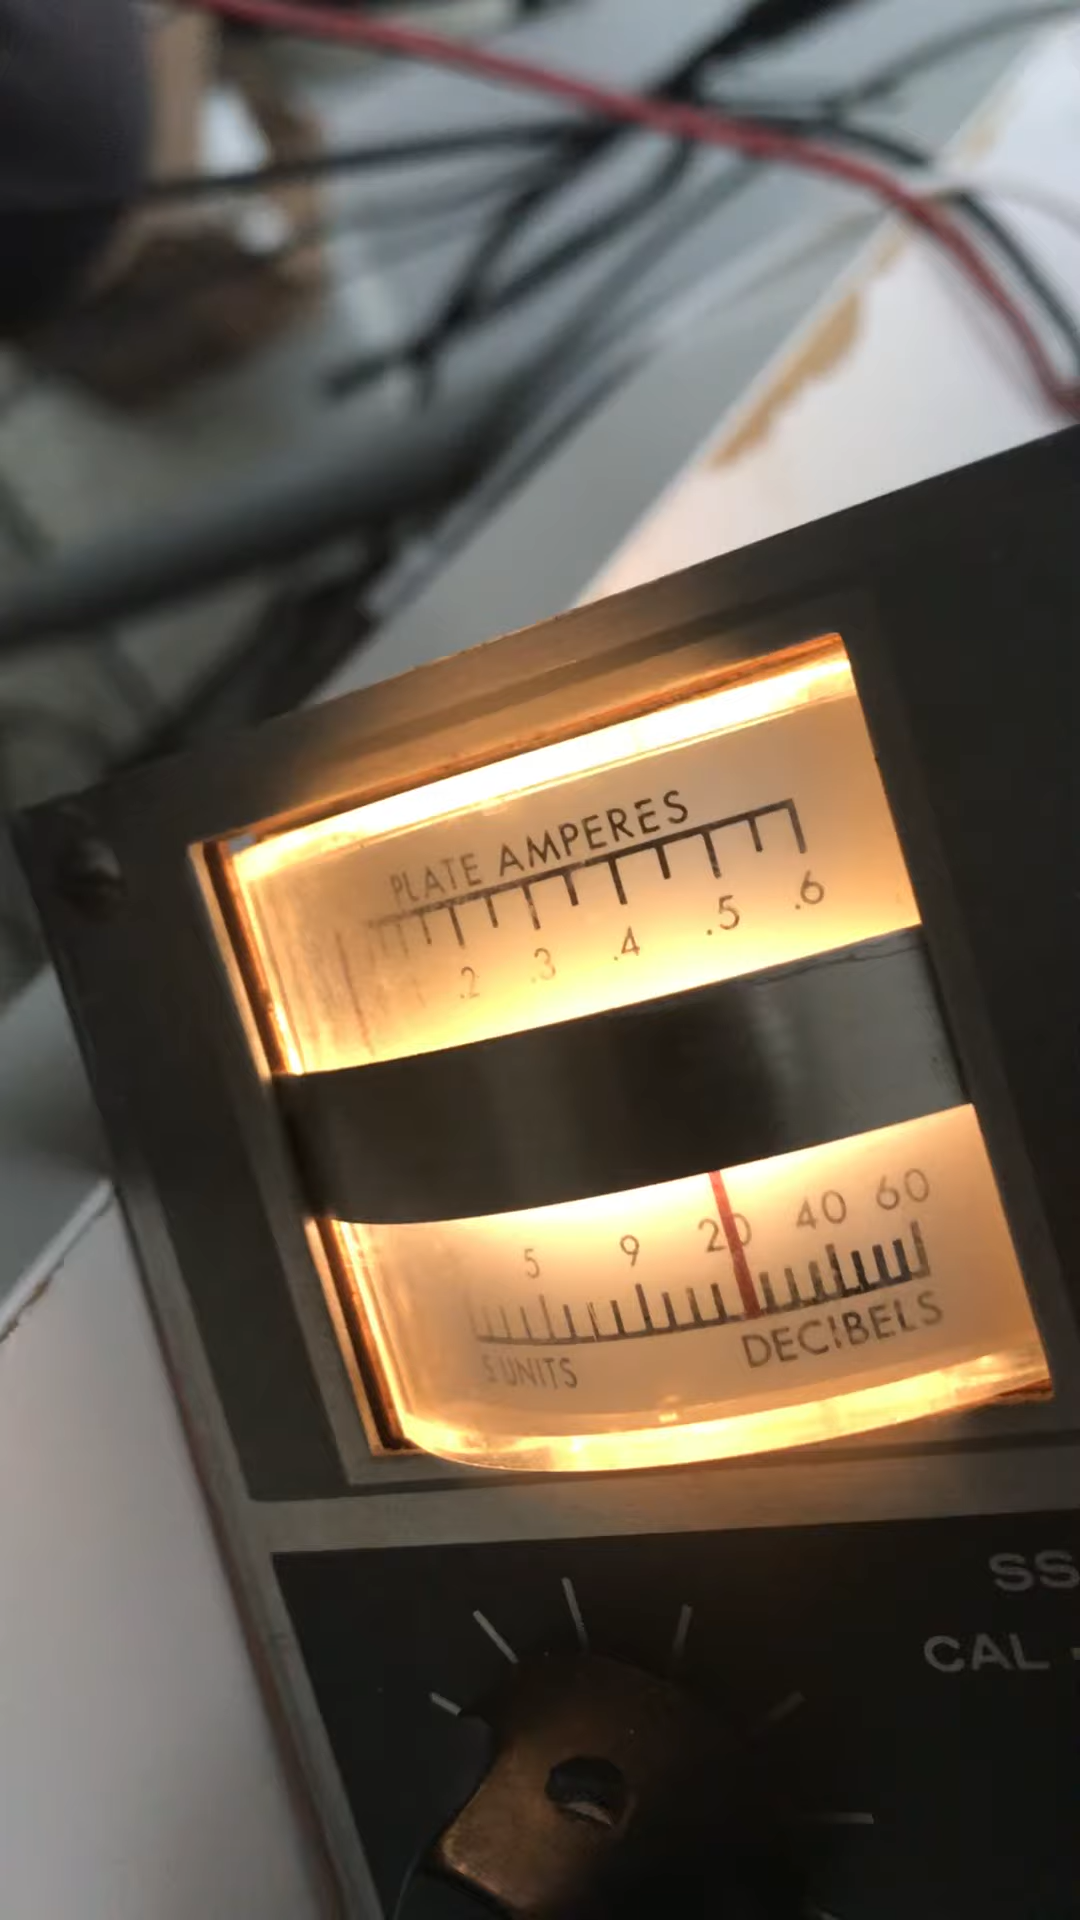 PLATE AMPERES
.2 .3 .4 .5 .6
5 9 20 40 60
S-UNITS DECIBELS
SS
CAL -